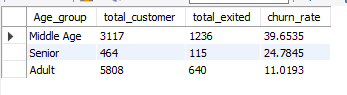 Age_group total_customer total_exited churn_rate
Middle Age 3117 1236 39.6535
Senior 464 115 24.7845
Adult 5808 640 11.0193